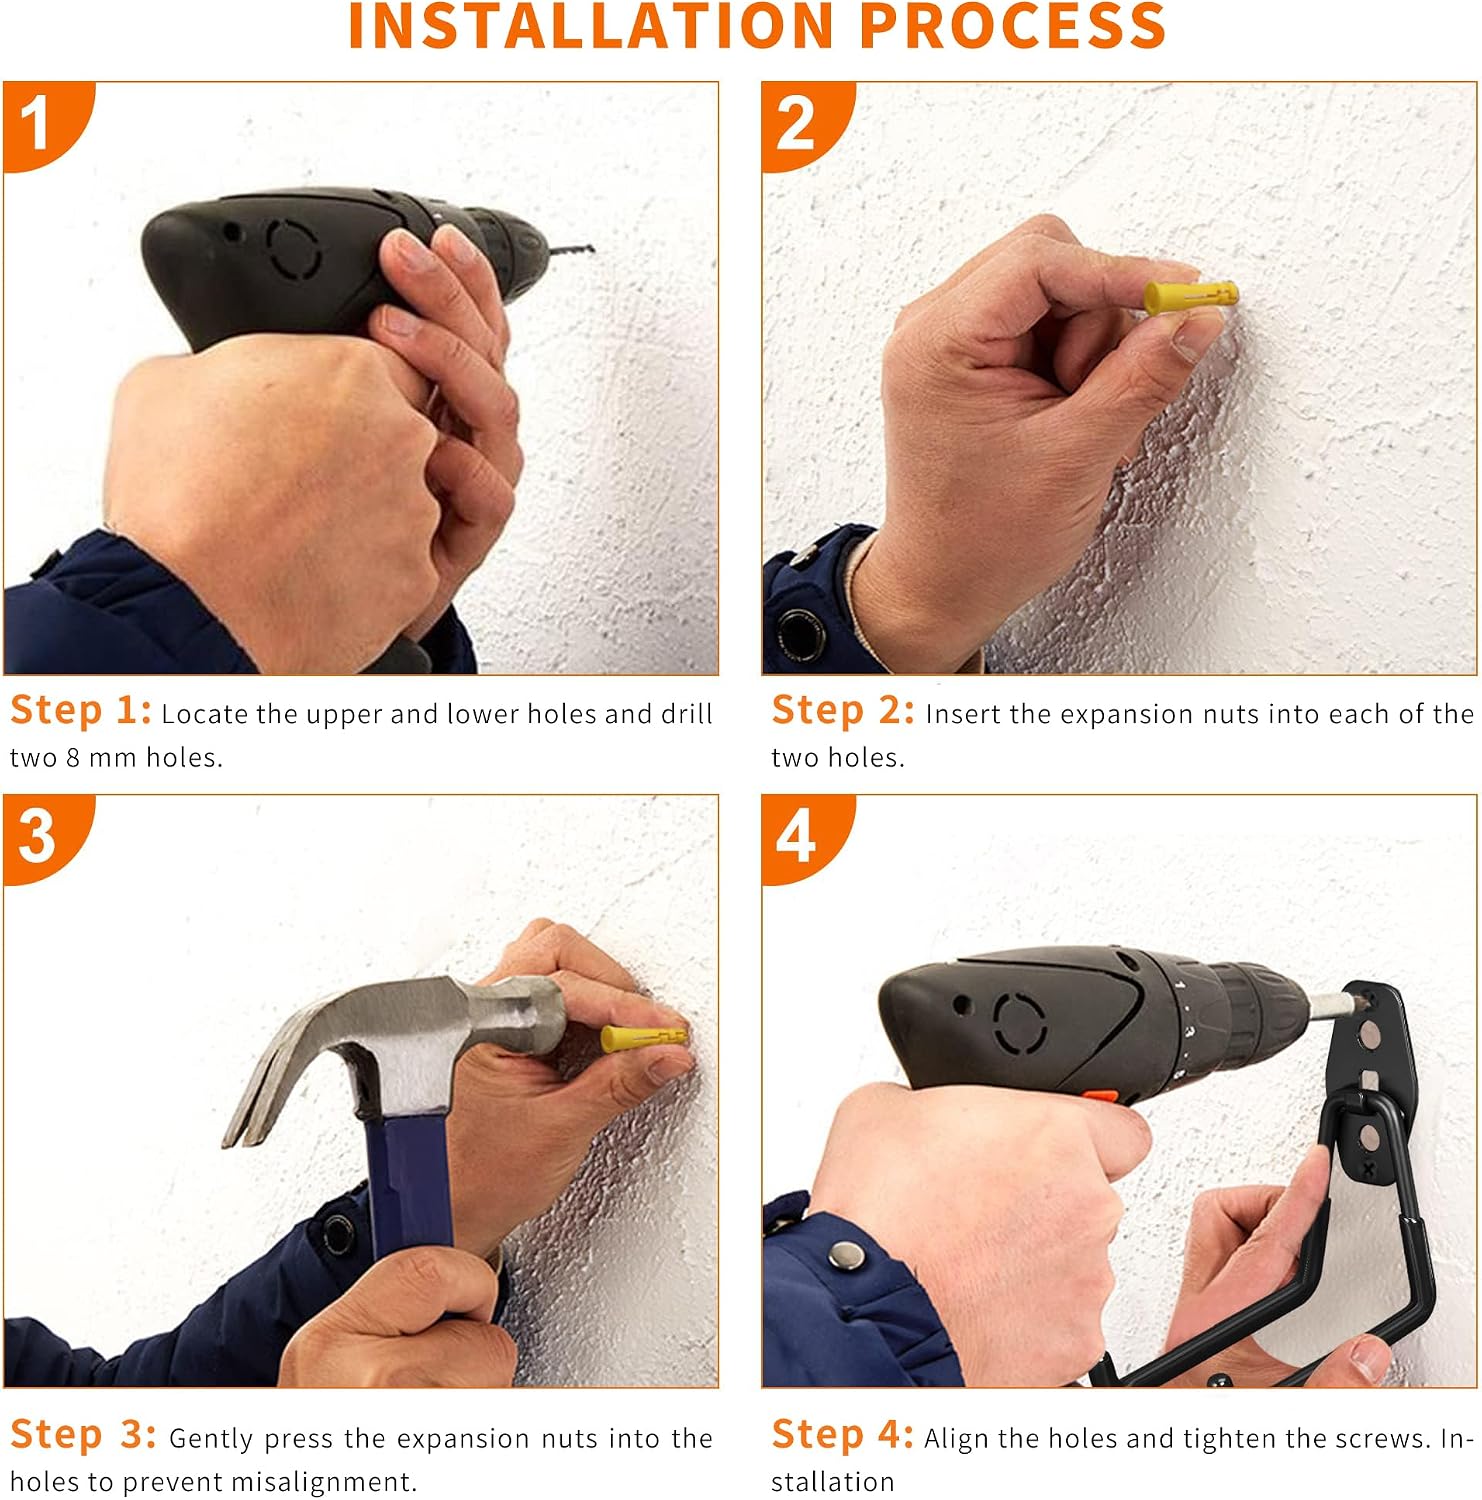 INSTALLATION PROCESS
1
2
Step 1: Locate the upper and lower holes and drill
two 8 mm holes.
Step 2: Insert the expansion nuts into each of the
two holes.
3
4
1
3
Step 3: Gently press the expansion nuts into the
holes to prevent misalignment.
Step 4: Align the holes and tighten the screws. In-
stallation